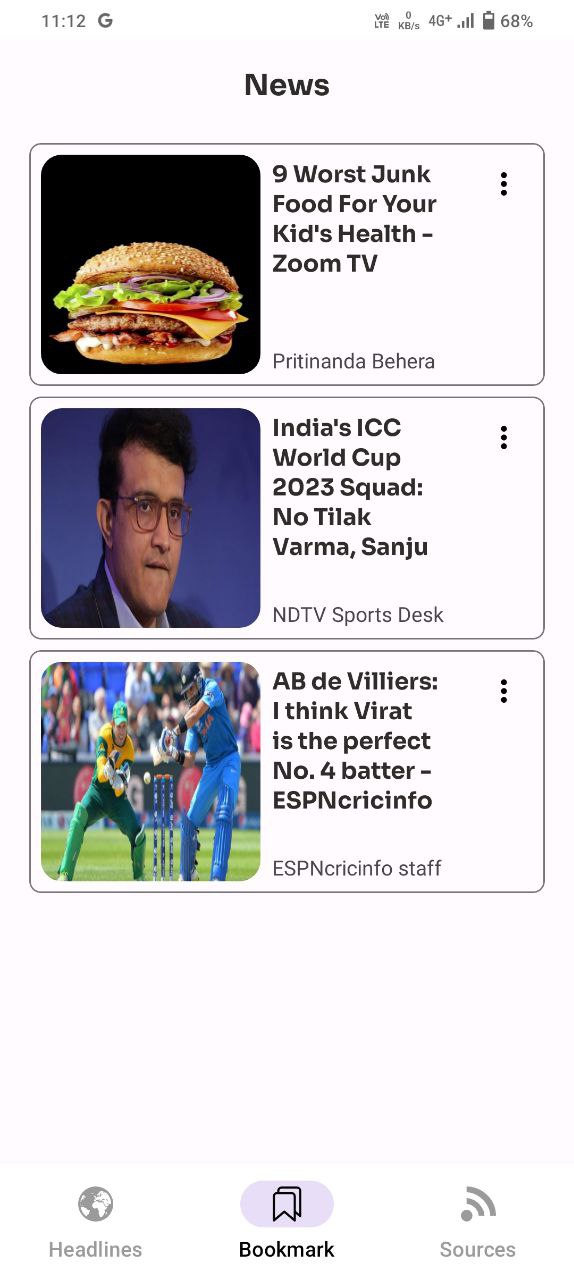 11:12 G Vo) LTE 0 KB/s 4G+ 68%
News
9 Worst Junk
Food For Your
Kid's Health -
Zoom TV
Pritinanda Behera
India's ICC
World Cup
2023 Squad:
No Tilak
Varma, Sanju
NDTV Sports Desk
AB de Villiers:
I think Virat
is the perfect
No. 4 batter -
ESPNcricinfo
ESPNcricinfo staff
Headlines
Bookmark
Sources